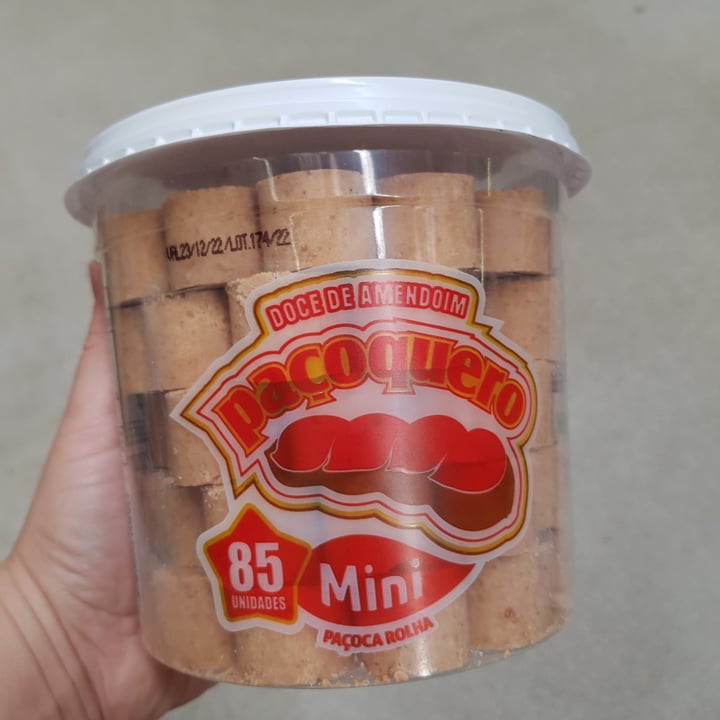 VAL.23/12/22/LOT.174/22
DOCE DE AMENDOIM
paçoquero
85
UNIDADES
Mini
PAÇOCA ROLHA